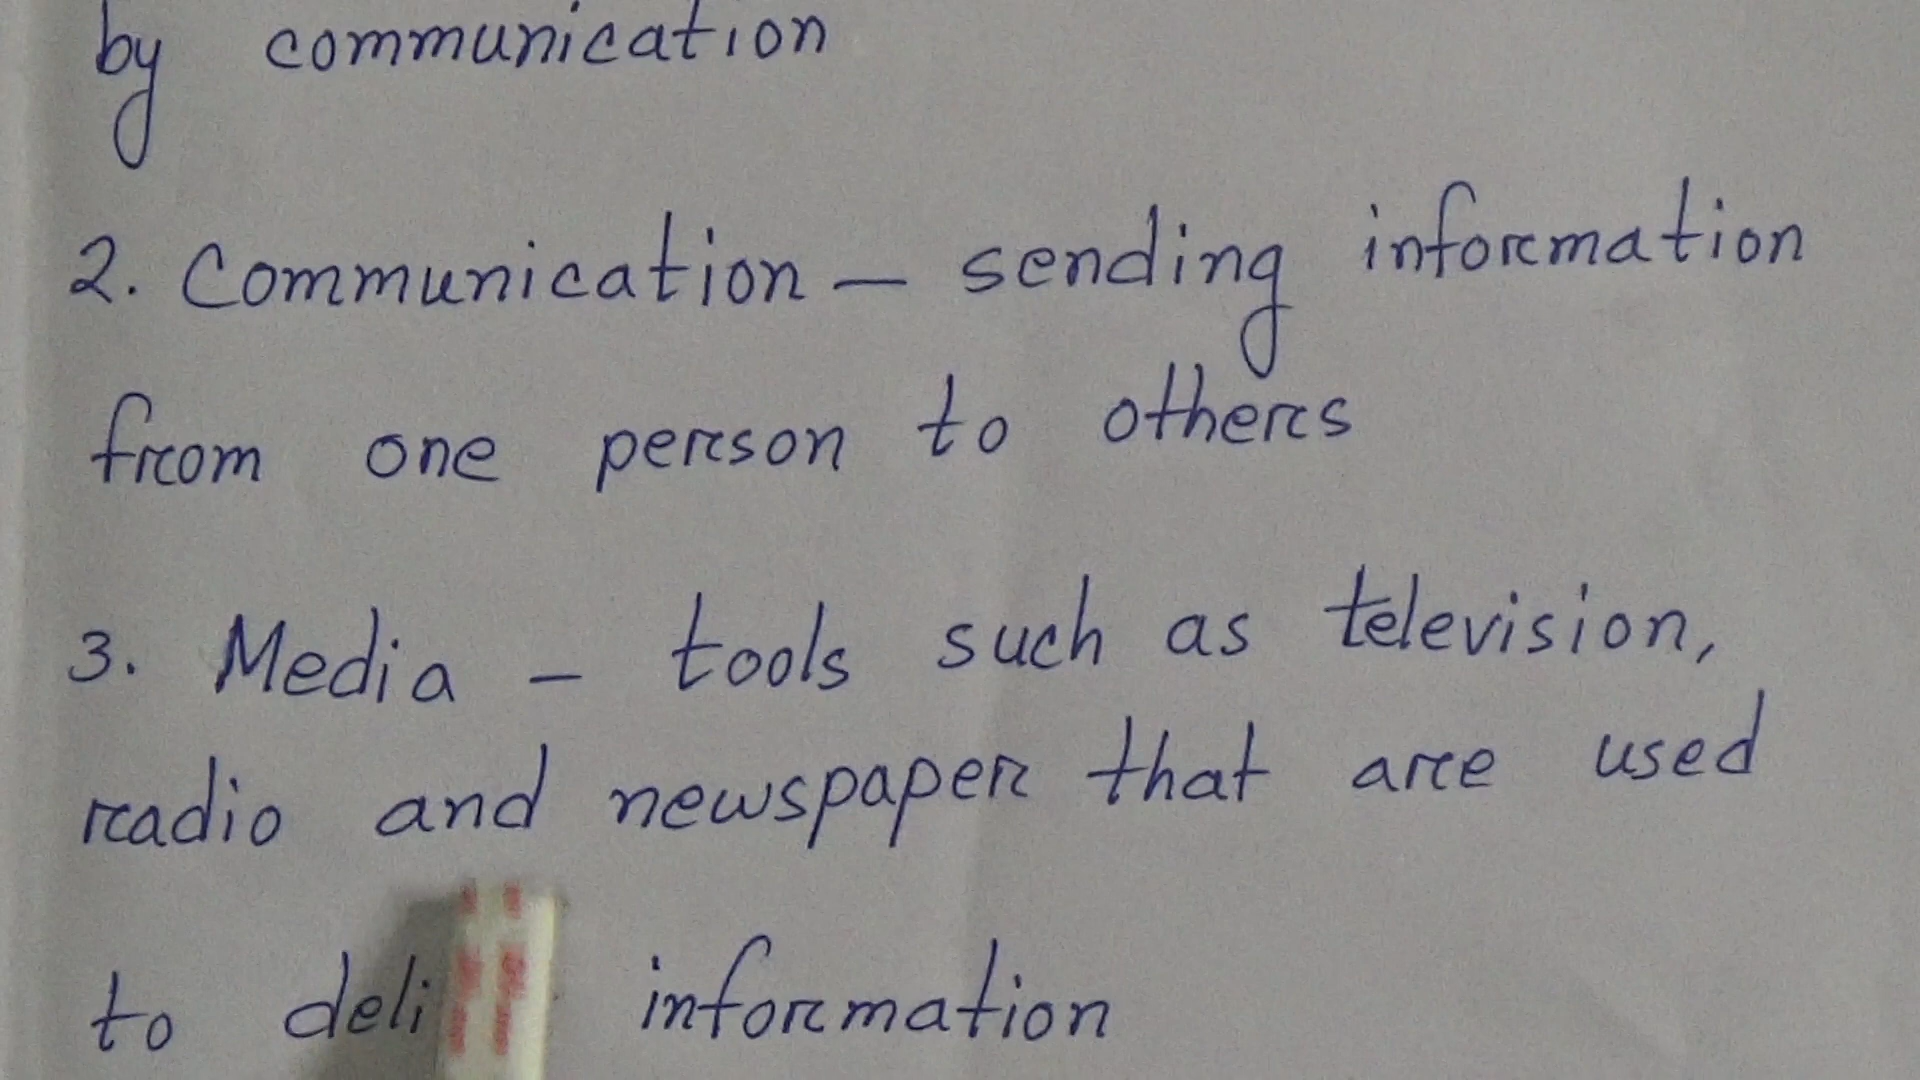 by communication
2. Communication – sending information
from one person to others
3. Media – tools such as television,
radio and newspaper that are used
to deli information